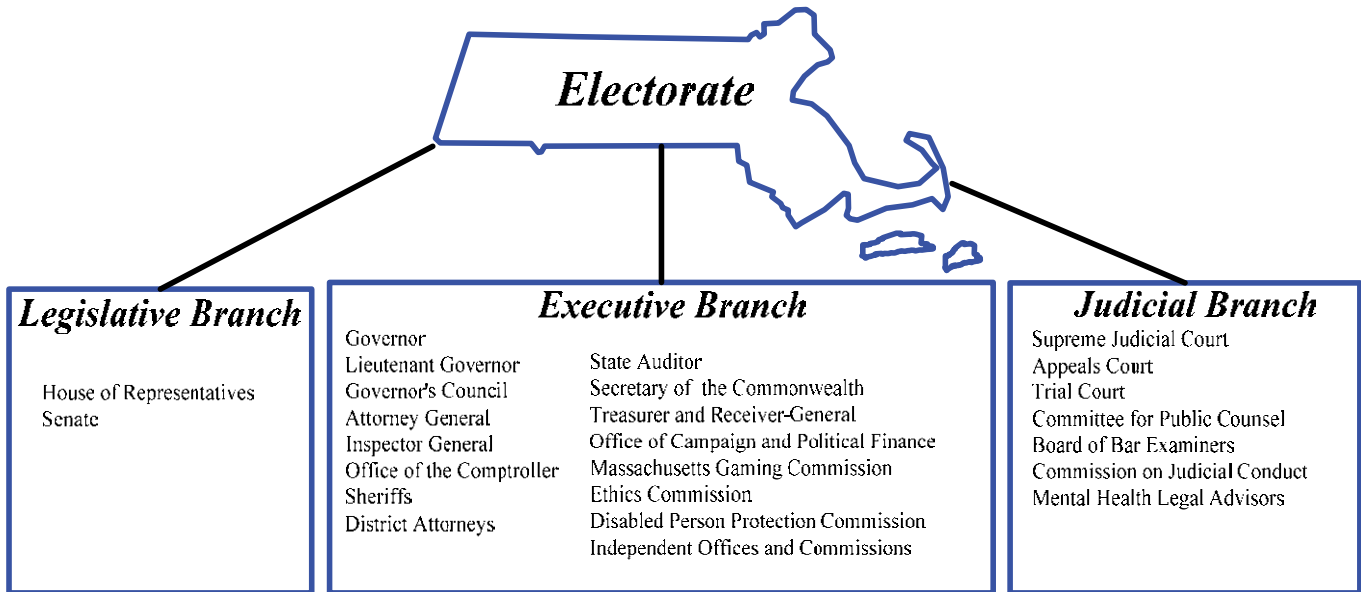 Electorate
Legislative Branch
House of Representatives
Senate
Executive Branch
Governor
Lieutenant Governor
Governor's Council
Attorney General
Inspector General
Office of the Comptroller
Sheriffs
District Attorneys
State Auditor
Secretary of the Commonwealth
Treasurer and Receiver-General
Office of Campaign and Political Finance
Massachusetts Gaming Commission
Ethics Commission
Disabled Person Protection Commission
Independent Offices and Commissions
Judicial Branch
Supreme Judicial Court
Appeals Court
Trial Court
Committee for Public Counsel
Board of Bar Examiners
Commission on Judicial Conduct
Mental Health Legal Advisors